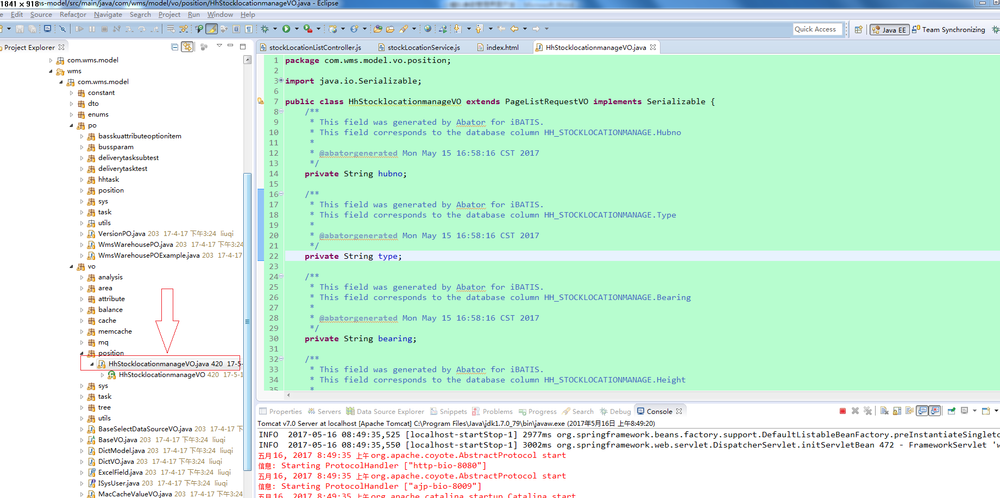 1841 × 918
ns-model/src/main/java/com/wms/model/vo/position/HhStocklocationmanageVO.java - Eclipse
e Edit Source Refactor Navigate Search Project Run Window Help
Quick Access Java EE Team Synchronizing
Project Explorer
com.wms.model
wms
com.wms.model
constant
dto
enums
po
basskuattributeoptionitem
bussparam
deliverytasksubtest
deliverytasktest
hhtask
position
sys
task
utils
VersionPO.java 203 17-4-17 下午3:24 liuqi
WmsWarehousePO.java 203 17-4-17 下午3:24
WmsWarehousePOExample.java 203 17-4-17
vo
analysis
area
attribute
balance
cache
memcache
mq
position
HhStocklocationmanageVO.java 420 17-5-
HhStocklocationmanageVO 420 17-5-1
sys
task
tree
utils
BaseSelectDataSourceVO.java 203 17-4-17 下
BaseVO.java 203 17-4-17 下午3:24 liuqi
DictModel.java 203 17-4-17 下午3:24 liuqi
DictVO.java 203 17-4-17 下午3:24 liuqi
ExcelField.java 203 17-4-17 下午3:24 liuqi
ISysUser.java 203 17-4-17 下午3:24 liuqi
MacCacheValueVO.java 203 17-4-17 下午3:24
stockLocationListController.js stockLocationService.js index.html HhStocklocationmanageVO.java
1 package com.wms.model.vo.position;
2
3 import java.io.Serializable;
6
7 public class HhStocklocationmanageVO extends PageListRequestVO implements Serializable {
8 /**
9 * This field was generated by Abator for iBATIS.
10 * This field corresponds to the database column HH_STOCKLOCATIONMANAGE.Hubno
11 *
12 * @abatorgenerated Mon May 15 16:58:16 CST 2017
13 */
14 private String hubno;
15
16 /**
17 * This field was generated by Abator for iBATIS.
18 * This field corresponds to the database column HH_STOCKLOCATIONMANAGE.Type
19 *
20 * @abatorgenerated Mon May 15 16:58:16 CST 2017
21 */
22 private String type;
23
24 /**
25 * This field was generated by Abator for iBATIS.
26 * This field corresponds to the database column HH_STOCKLOCATIONMANAGE.Bearing
27 *
28 * @abatorgenerated Mon May 15 16:58:16 CST 2017
29 */
30 private String bearing;
31
32 /**
33 * This field was generated by Abator for iBATIS.
34 * This field corresponds to the database column HH_STOCKLOCATIONMANAGE.Height
35 *
Properties Servers Data Source Explorer Snippets Problems Progress Search Debug Console
Tomcat v7.0 Server at localhost [Apache Tomcat] C:\Program Files\Java\jdk1.7.0_79\bin\javaw.exe (2017年5月16日 上午8:49:20)
INFO 2017-05-16 08:49:35,525 [localhost-startStop-1] 2977ms org.springframework.beans.factory.support.DefaultListableBeanFactory.preInstantiateSingletc
INFO 2017-05-16 08:49:35,550 [localhost-startStop-1] 3002ms org.springframework.web.servlet.DispatcherServlet.initServletBean 472 - FrameworkServlet 'w
五月 16, 2017 8:49:35 上午 org.apache.coyote.AbstractProtocol start
信息: Starting ProtocolHandler ["http-bio-8080"]
五月 16, 2017 8:49:35 上午 org.apache.coyote.AbstractProtocol start
信息: Starting ProtocolHandler ["ajp-bio-8009"]
五月 16, 2017 8:49:35 上午 org.apache.catalina.startup.Catalina start